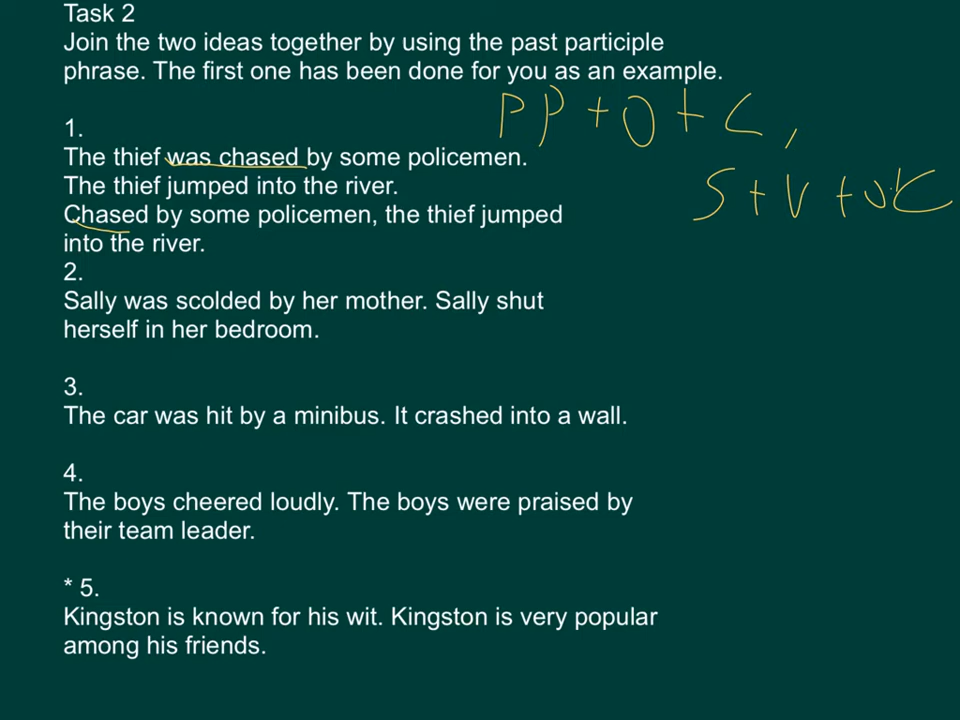 Task 2
Join the two ideas together by using the past participle
phrase. The first one has been done for you as an example.
PP + O + C,
1.
The thief was chased by some policemen.
The thief jumped into the river.
S + V +
Chased by some policemen, the thief jumped
into the river.
2.
Sally was scolded by her mother. Sally shut
herself in her bedroom.
3.
The car was hit by a minibus. It crashed into a wall.
4.
The boys cheered loudly. The boys were praised by
their team leader.
* 5.
Kingston is known for his wit. Kingston is very popular
among his friends.